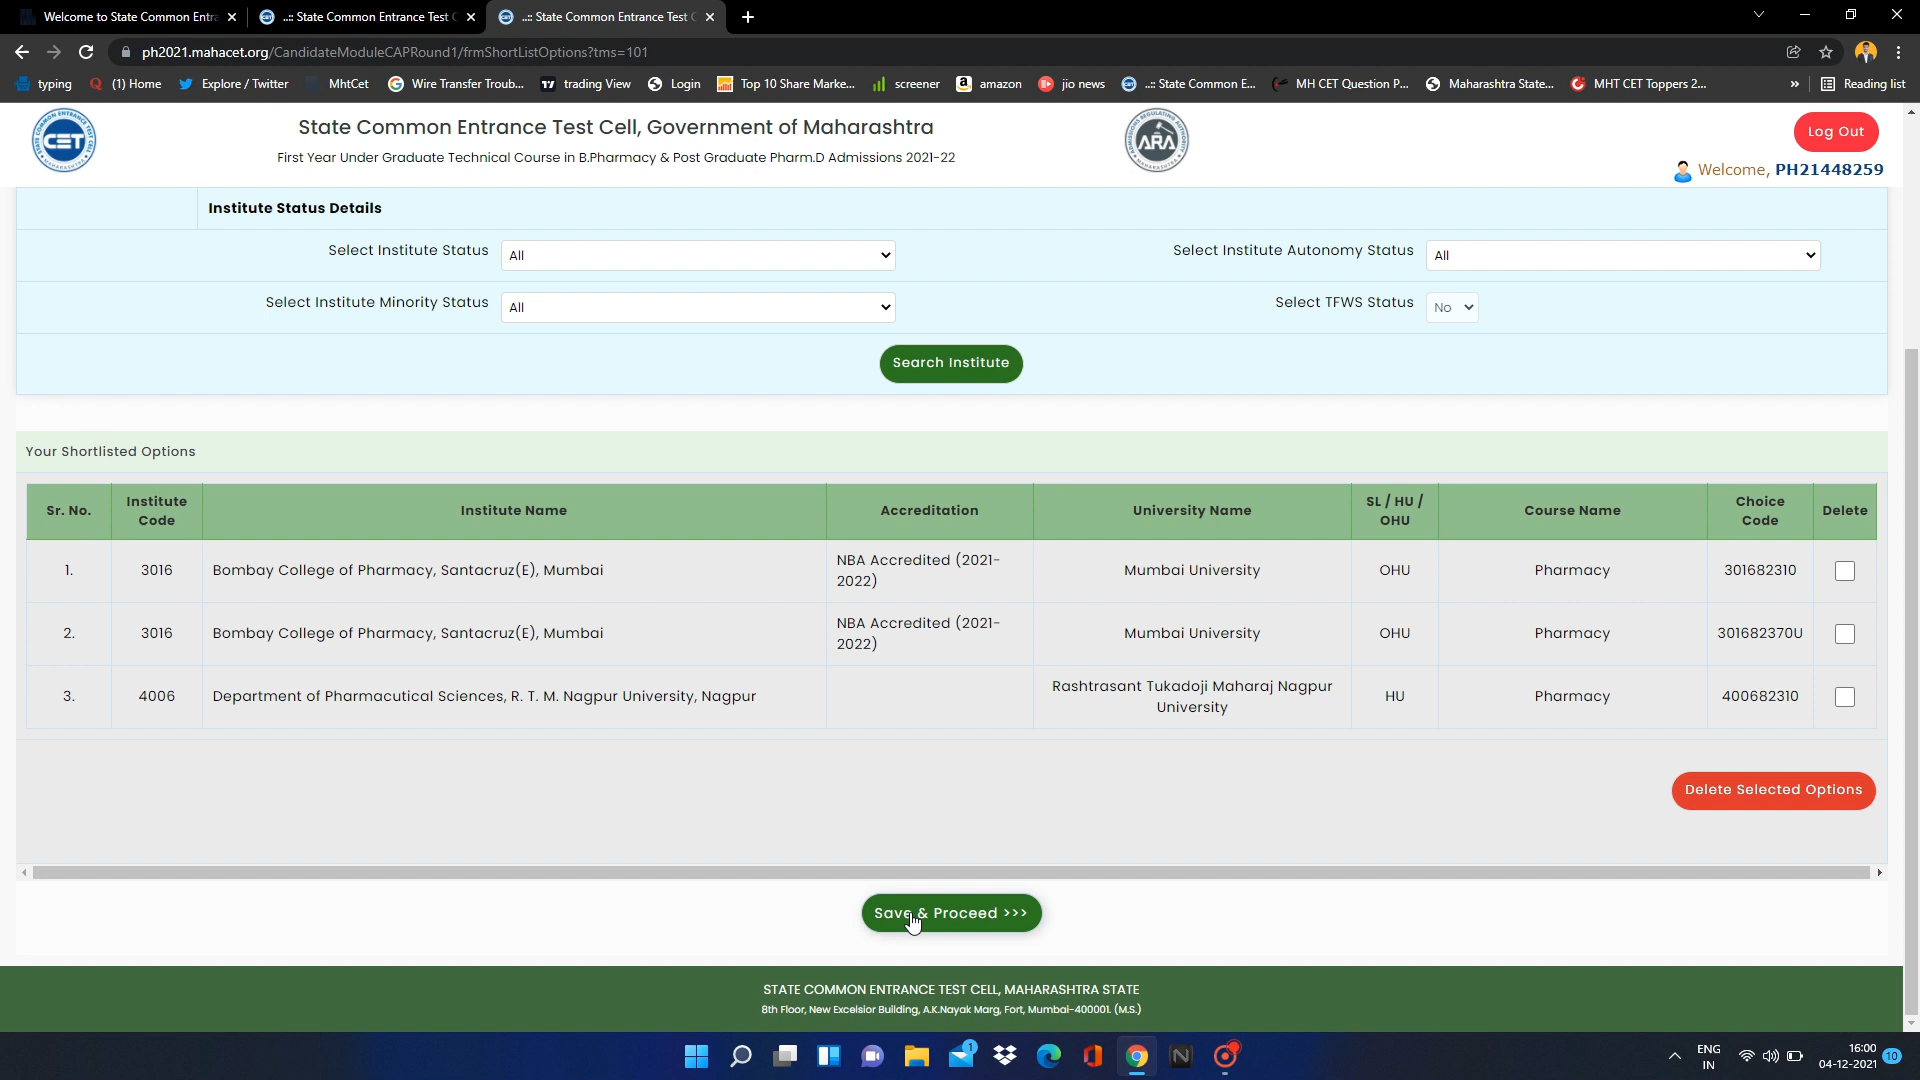 Welcome to State Common Entra
..:: State Common Entrance Test C
..:: State Common Entrance Test C
ph2021.mahacet.org/CandidateModuleCAPRound1/frmShortListOptions?tms=101
typing
(1) Home
Explore / Twitter
MhtCet
Wire Transfer Troub...
trading View
Login
Top 10 Share Marke...
screener
amazon
jio news
..:: State Common E...
MH CET Question P...
Maharashtra State...
MHT CET Toppers 2...
»
Reading list
CET
State Common Entrance Test Cell, Government of Maharashtra
First Year Under Graduate Technical Course in B.Pharmacy & Post Graduate Pharm.D Admissions 2021-22
ARA
Log Out
Welcome, PH21448259
Institute Status Details
Select Institute Status All
Select Institute Autonomy Status All
Select Institute Minority Status All
Select TFWS Status No
Search Institute
Your Shortlisted Options
Sr. No. Institute Code Institute Name Accreditation University Name SL / HU / OHU Course Name Choice Code Delete
1. 3016 Bombay College of Pharmacy, Santacruz(E), Mumbai NBA Accredited (2021-2022) Mumbai University OHU Pharmacy 301682310
2. 3016 Bombay College of Pharmacy, Santacruz(E), Mumbai NBA Accredited (2021-2022) Mumbai University OHU Pharmacy 301682370U
3. 4006 Department of Pharmacutical Sciences, R. T. M. Nagpur University, Nagpur Rashtrasant Tukadoji Maharaj Nagpur University HU Pharmacy 400682310
Delete Selected Options
Save & Proceed >>>
STATE COMMON ENTRANCE TEST CELL, MAHARASHTRA STATE
8th Floor, New Excelsior Building, A.K.Nayak Marg, Fort, Mumbai-400001. (M.S.)
1
ENG
IN
16:00
04-12-2021
10